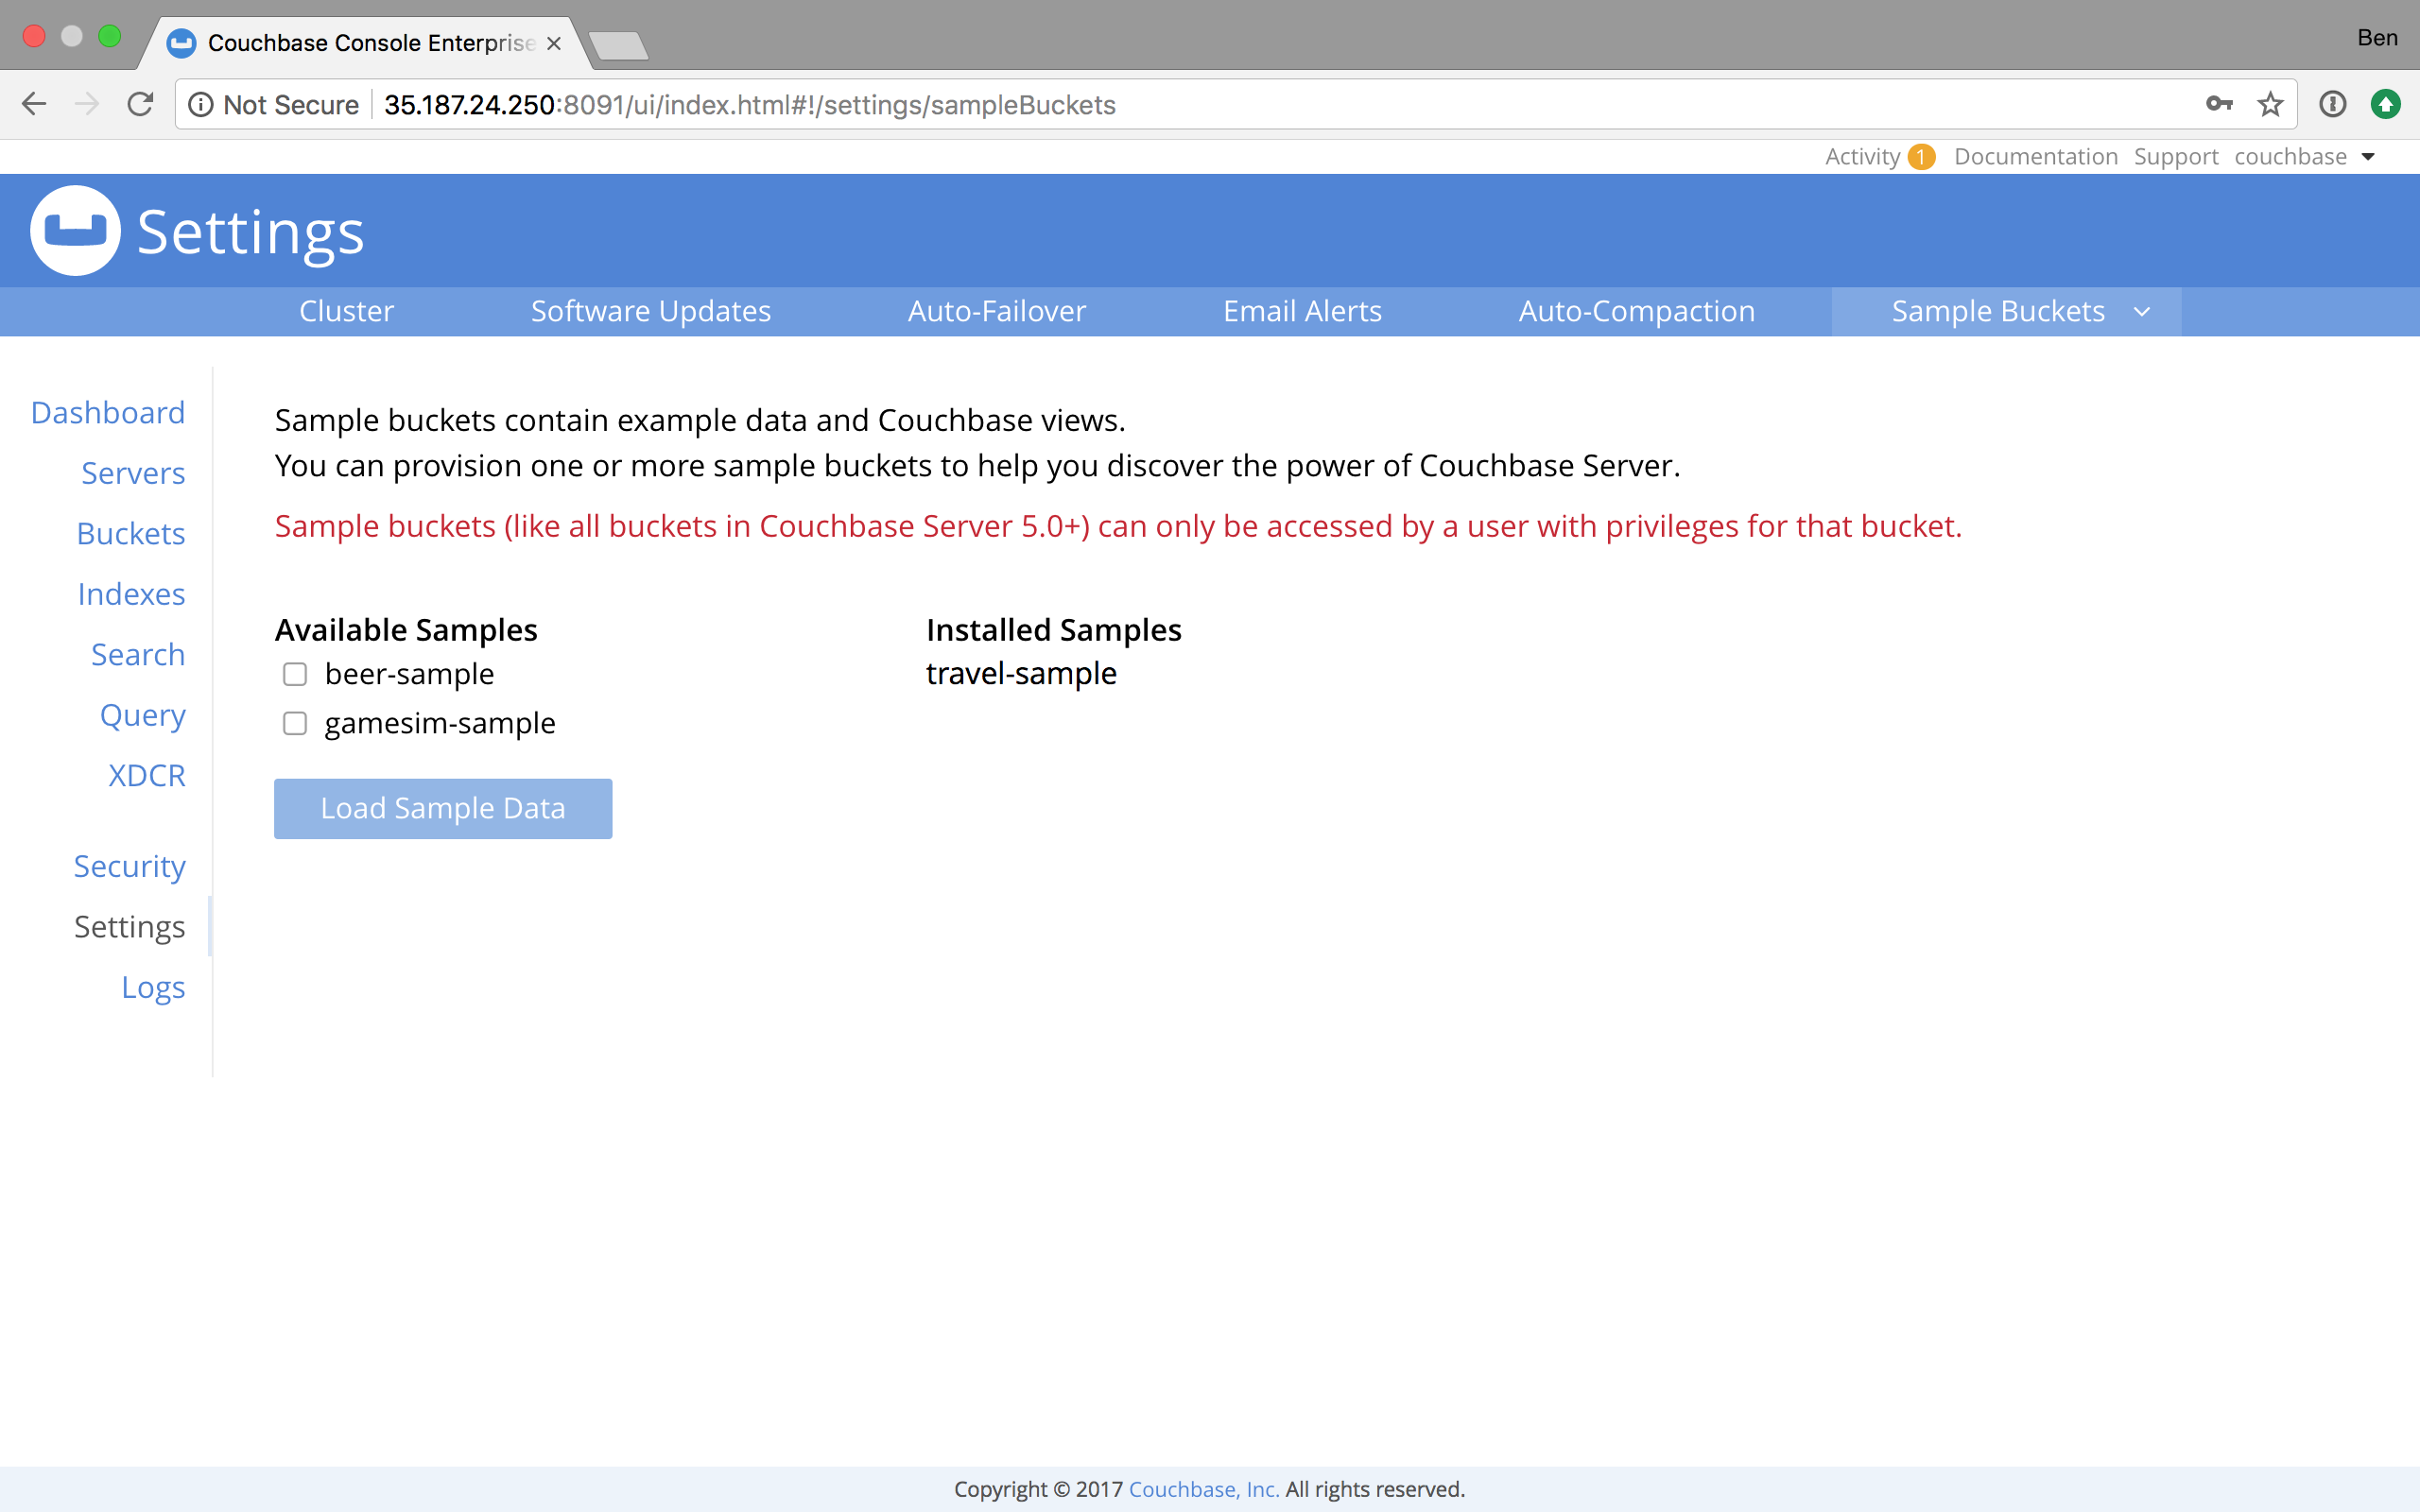 Couchbase Console Enterprise
Ben
Not Secure
35.187.24.250:8091/ui/index.html#!/settings/sampleBuckets
Activity 1 Documentation Support couchbase
Settings
Cluster Software Updates Auto-Failover Email Alerts Auto-Compaction Sample Buckets
Dashboard
Servers
Buckets
Indexes
Search
Query
XDCR
Security
Settings
Logs
Sample buckets contain example data and Couchbase views.
You can provision one or more sample buckets to help you discover the power of Couchbase Server.
Sample buckets (like all buckets in Couchbase Server 5.0+) can only be accessed by a user with privileges for that bucket.
Available Samples
beer-sample
gamesim-sample
Load Sample Data
Installed Samples
travel-sample
Copyright © 2017 Couchbase, Inc. All rights reserved.